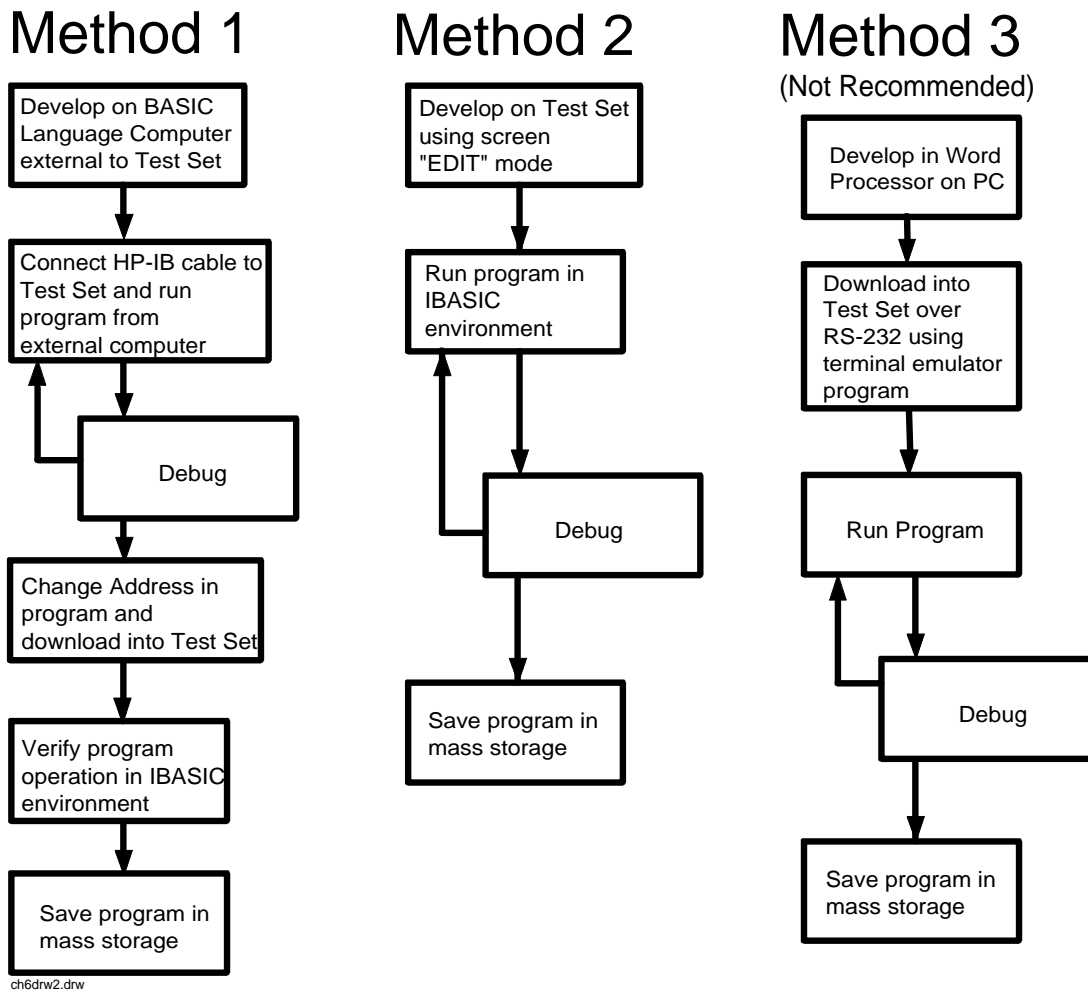 Method 1
Develop on BASIC
Language Computer
external to Test Set
Connect HP-IB cable to
Test Set and run
program from
external computer
Debug
Change Address in
program and
download into Test Set
Verify program
operation in IBASIC
environment
Save program in
mass storage
Method 2
Develop on Test Set
using screen
"EDIT" mode
Run program in
IBASIC
environment
Debug
Save program in
mass storage
Method 3
(Not Recommended)
Develop in Word
Processor on PC
Download into
Test Set over
RS-232 using
terminal emulator
program
Run Program
Debug
Save program in
mass storage
ch6drw2.drw